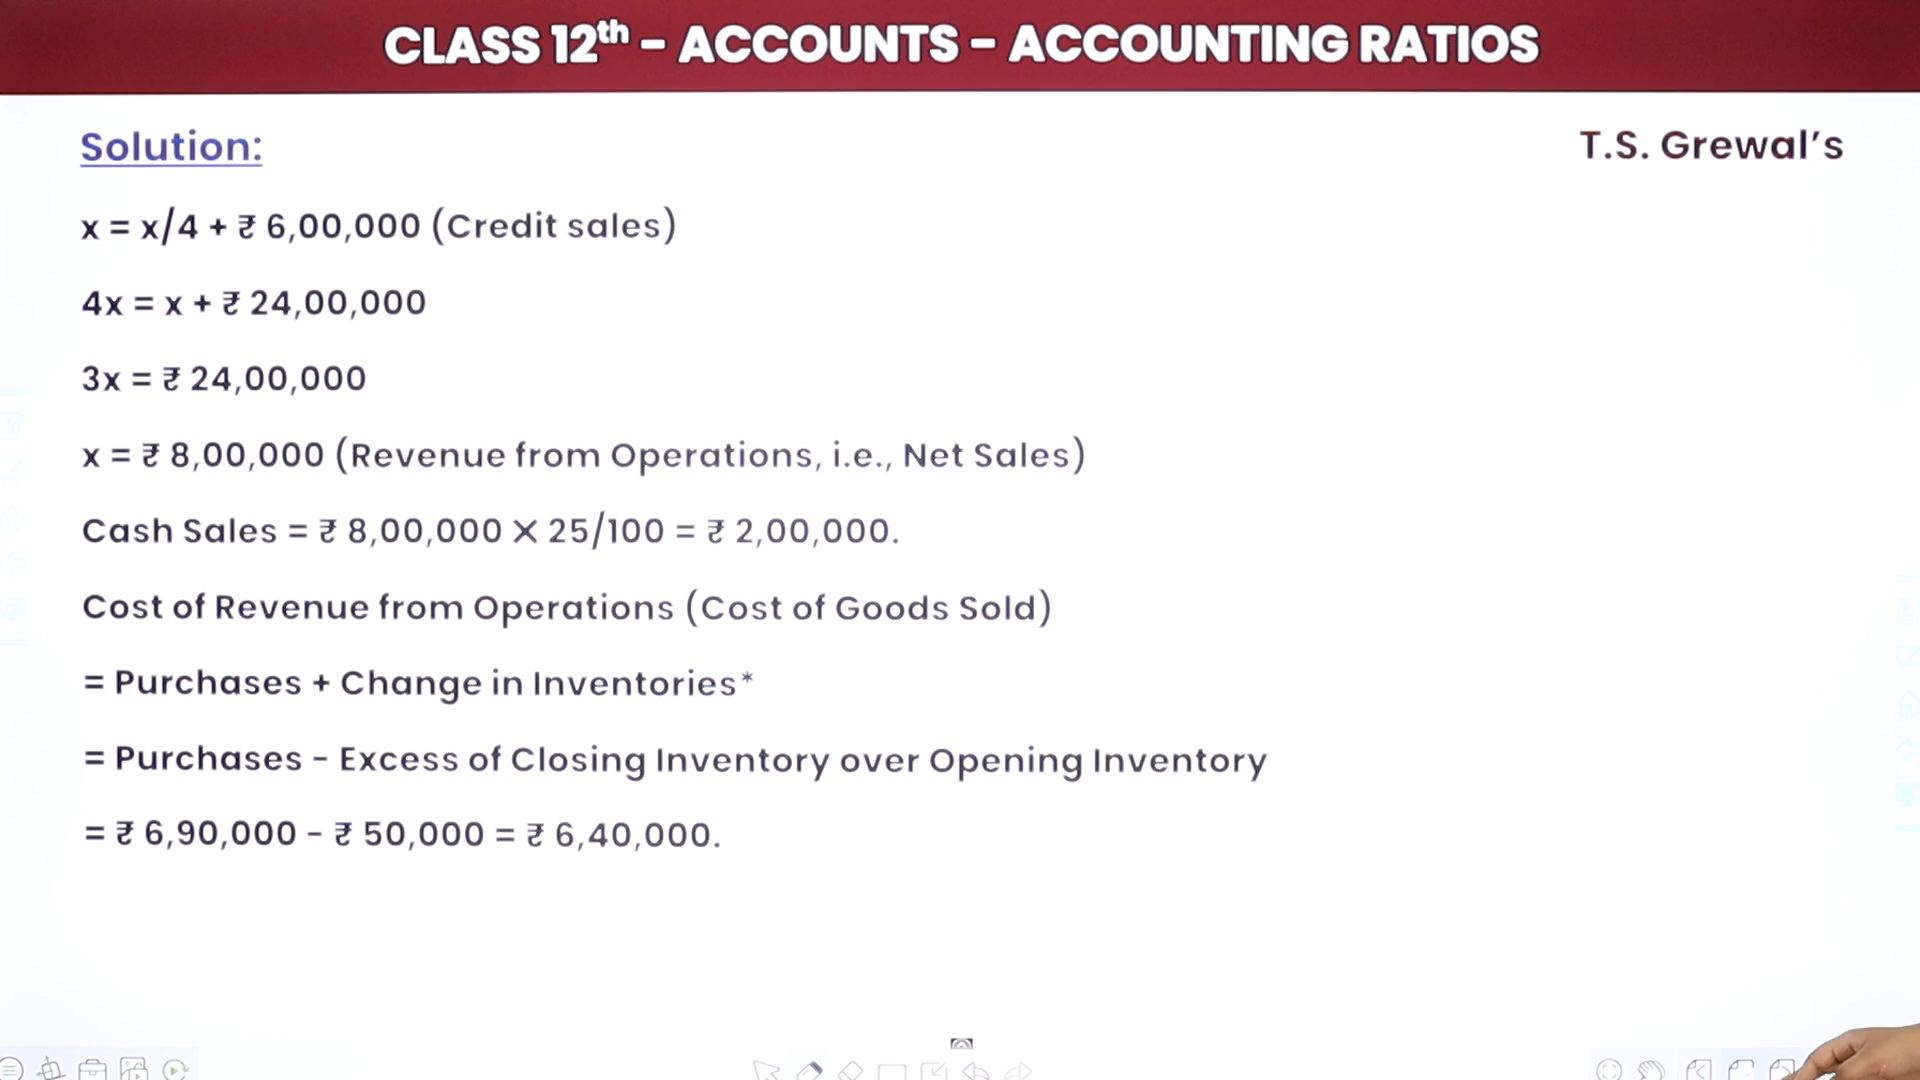 CLASS 12th – ACCOUNTS – ACCOUNTING RATIOS
Solution:
T.S. Grewal’s
x = x/4 + ₹ 6,00,000 (Credit sales)
4x = x + ₹ 24,00,000
3x = ₹ 24,00,000
x = ₹ 8,00,000 (Revenue from Operations, i.e., Net Sales)
Cash Sales = ₹ 8,00,000 × 25/100 = ₹ 2,00,000.
Cost of Revenue from Operations (Cost of Goods Sold)
= Purchases + Change in Inventories*
= Purchases - Excess of Closing Inventory over Opening Inventory
= ₹ 6,90,000 - ₹ 50,000 = ₹ 6,40,000.